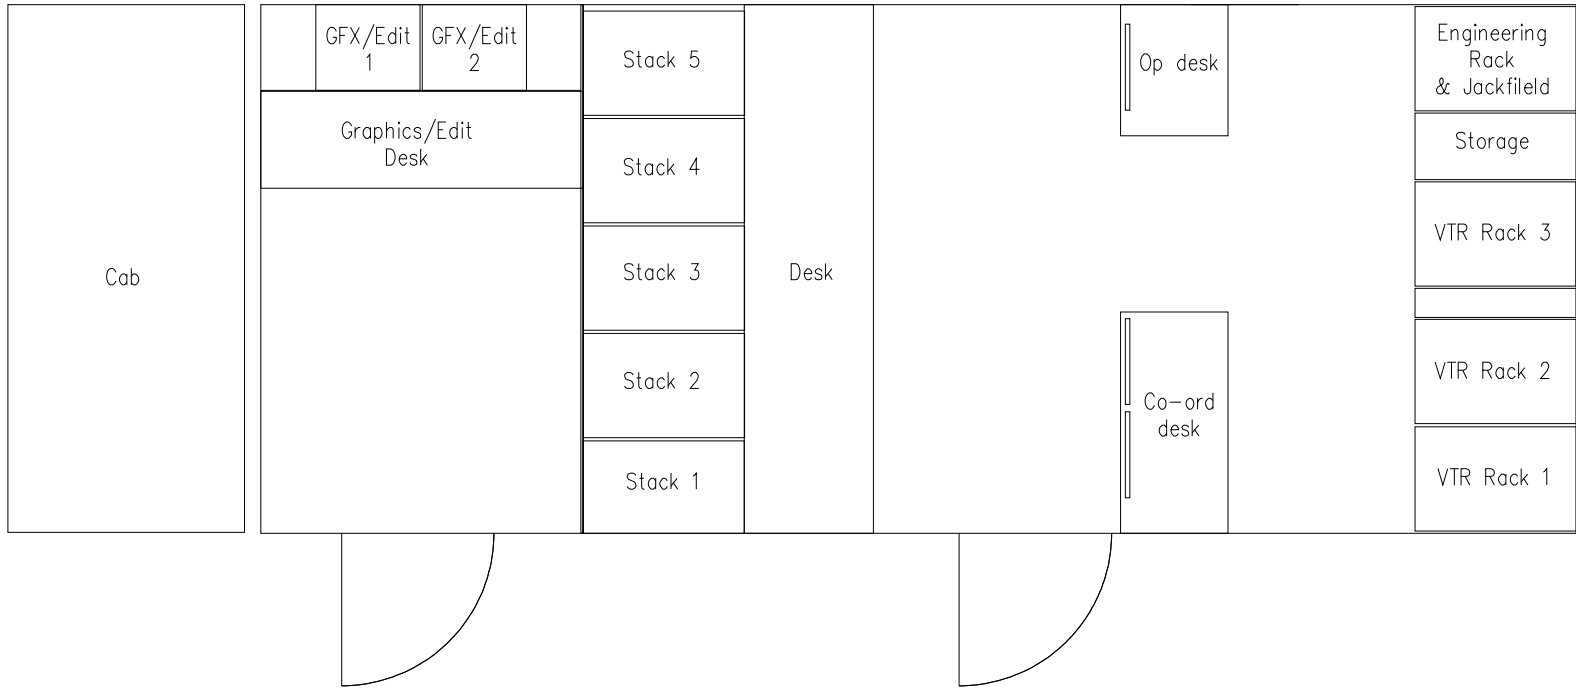 Cab
GFX/Edit
1
GFX/Edit
2
Graphics/Edit
Desk
Stack 5
Stack 4
Stack 3
Stack 2
Stack 1
Desk
Op desk
Co-ord
desk
Engineering
Rack
& Jackfileld
Storage
VTR Rack 3
VTR Rack 2
VTR Rack 1